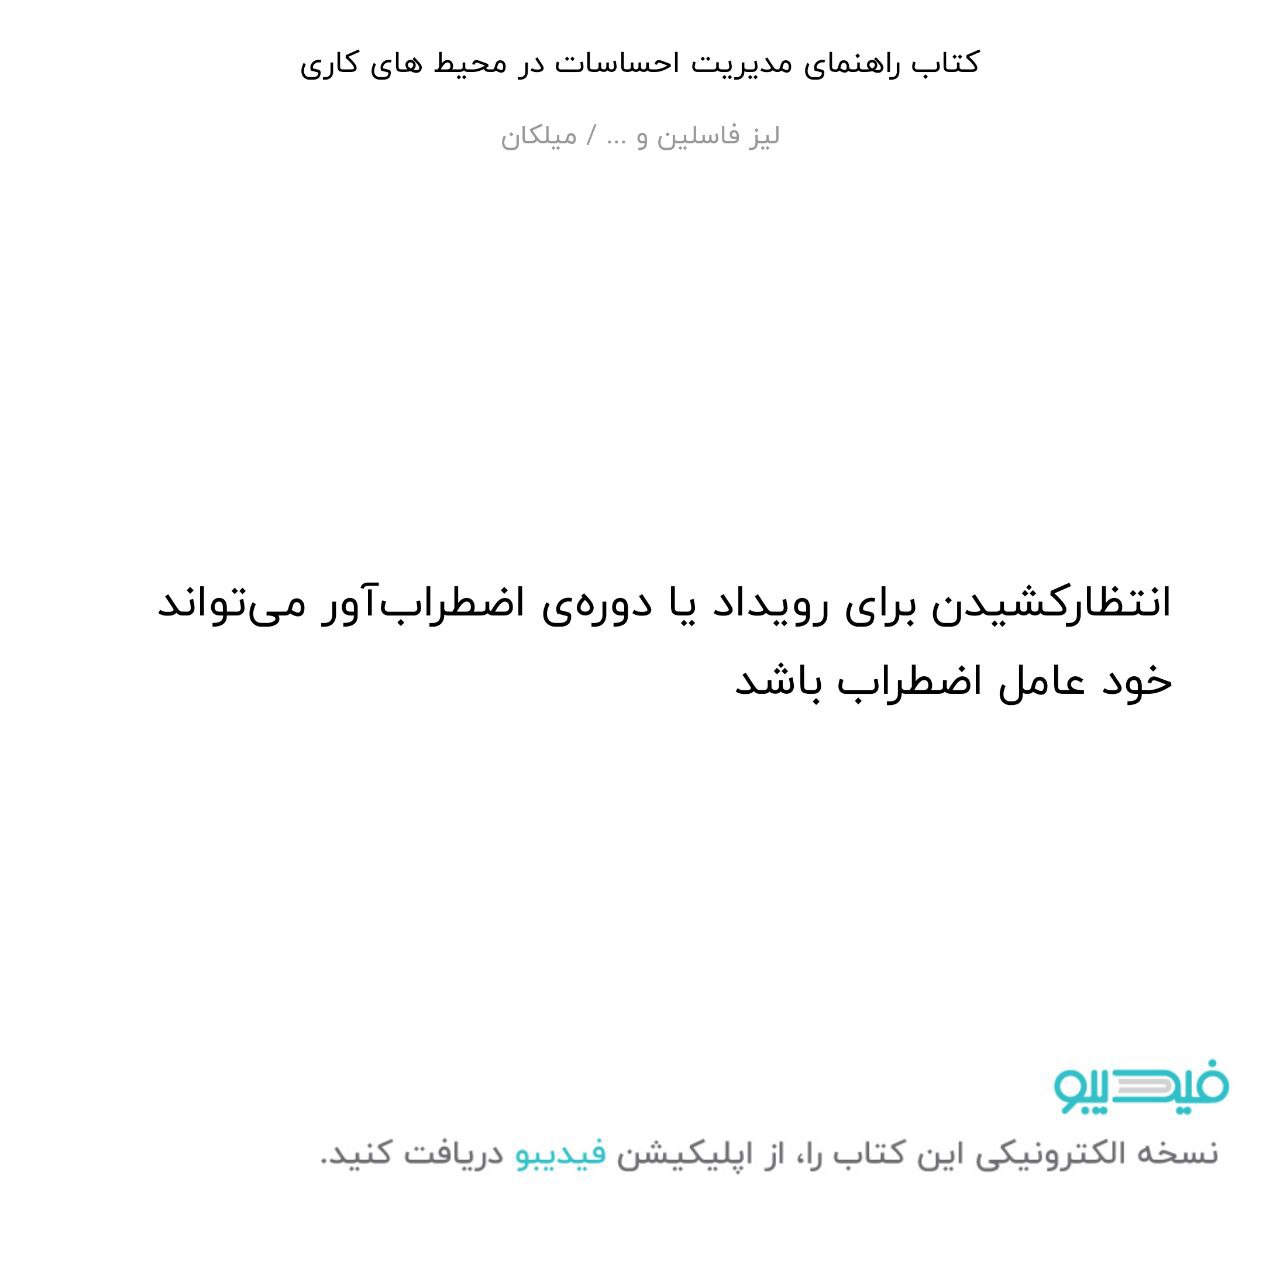 کتاب راهنمای مدیریت احساسات در محیط های کاری
لیز فاسلین و ... / میلکان
انتظارکشیدن برای رویداد یا دوره‌ی اضطراب‌آور می‌تواند
خود عامل اضطراب باشد
فیدیبو
نسخه الکترونیکی این کتاب را، از اپلیکیشن فیدیبو دریافت کنید.